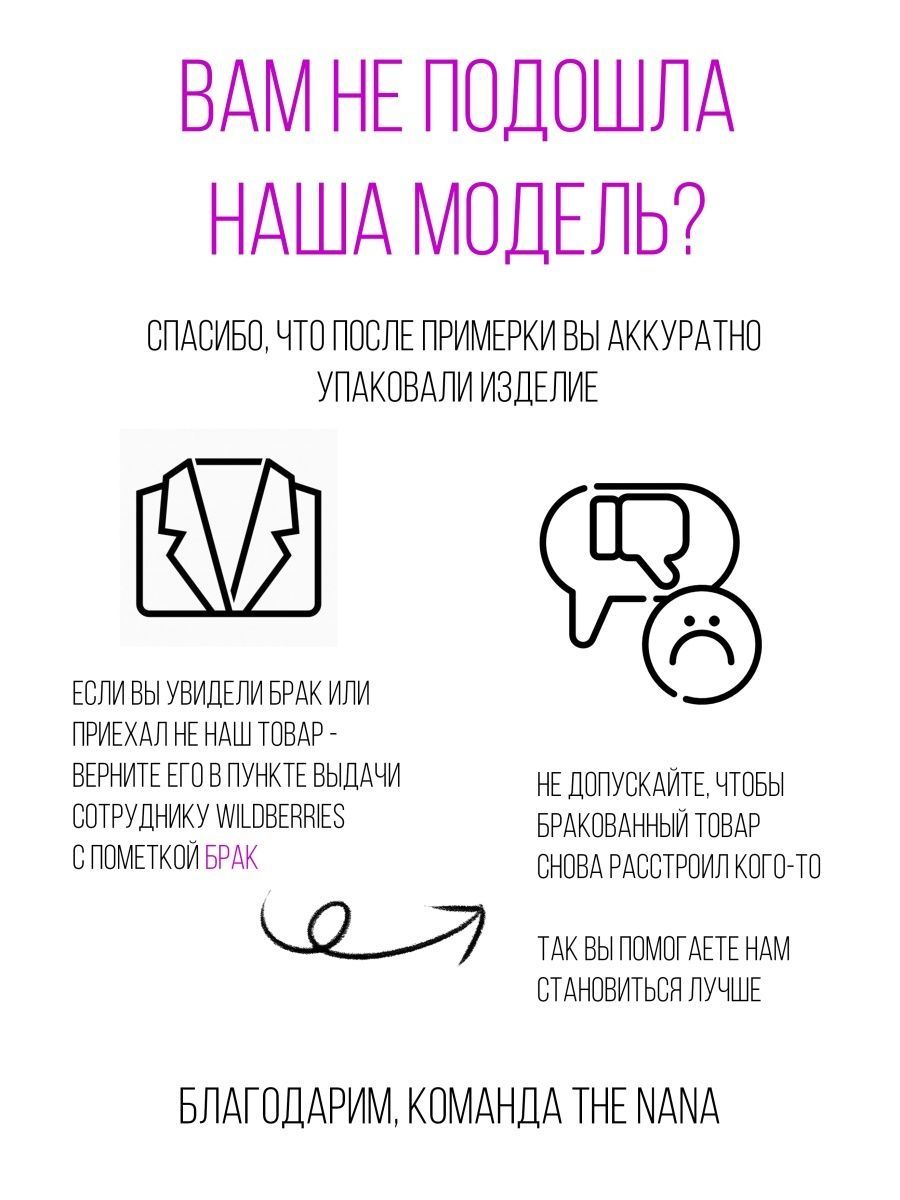 ВАМ НЕ ПОДОШЛА
НАША МОДЕЛЬ?
СПАСИБО, ЧТО ПОСЛЕ ПРИМЕРКИ ВЫ АККУРАТНО
УПАКОВАЛИ ИЗДЕЛИЕ
ЕСЛИ ВЫ УВИДЕЛИ БРАК ИЛИ
ПРИЕХАЛ НЕ НАШ ТОВАР -
ВЕРНИТЕ ЕГО В ПУНКТЕ ВЫДАЧИ
СОТРУДНИКУ WILDBERRIES
С ПОМЕТКОЙ БРАК
НЕ ДОПУСКАЙТЕ, ЧТОБЫ
БРАКОВАННЫЙ ТОВАР
СНОВА РАССТРОИЛ КОГО-ТО
ТАК ВЫ ПОМОГАЕТЕ НАМ
СТАНОВИТЬСЯ ЛУЧШЕ
БЛАГОДАРИМ, КОМАНДА THE NANA